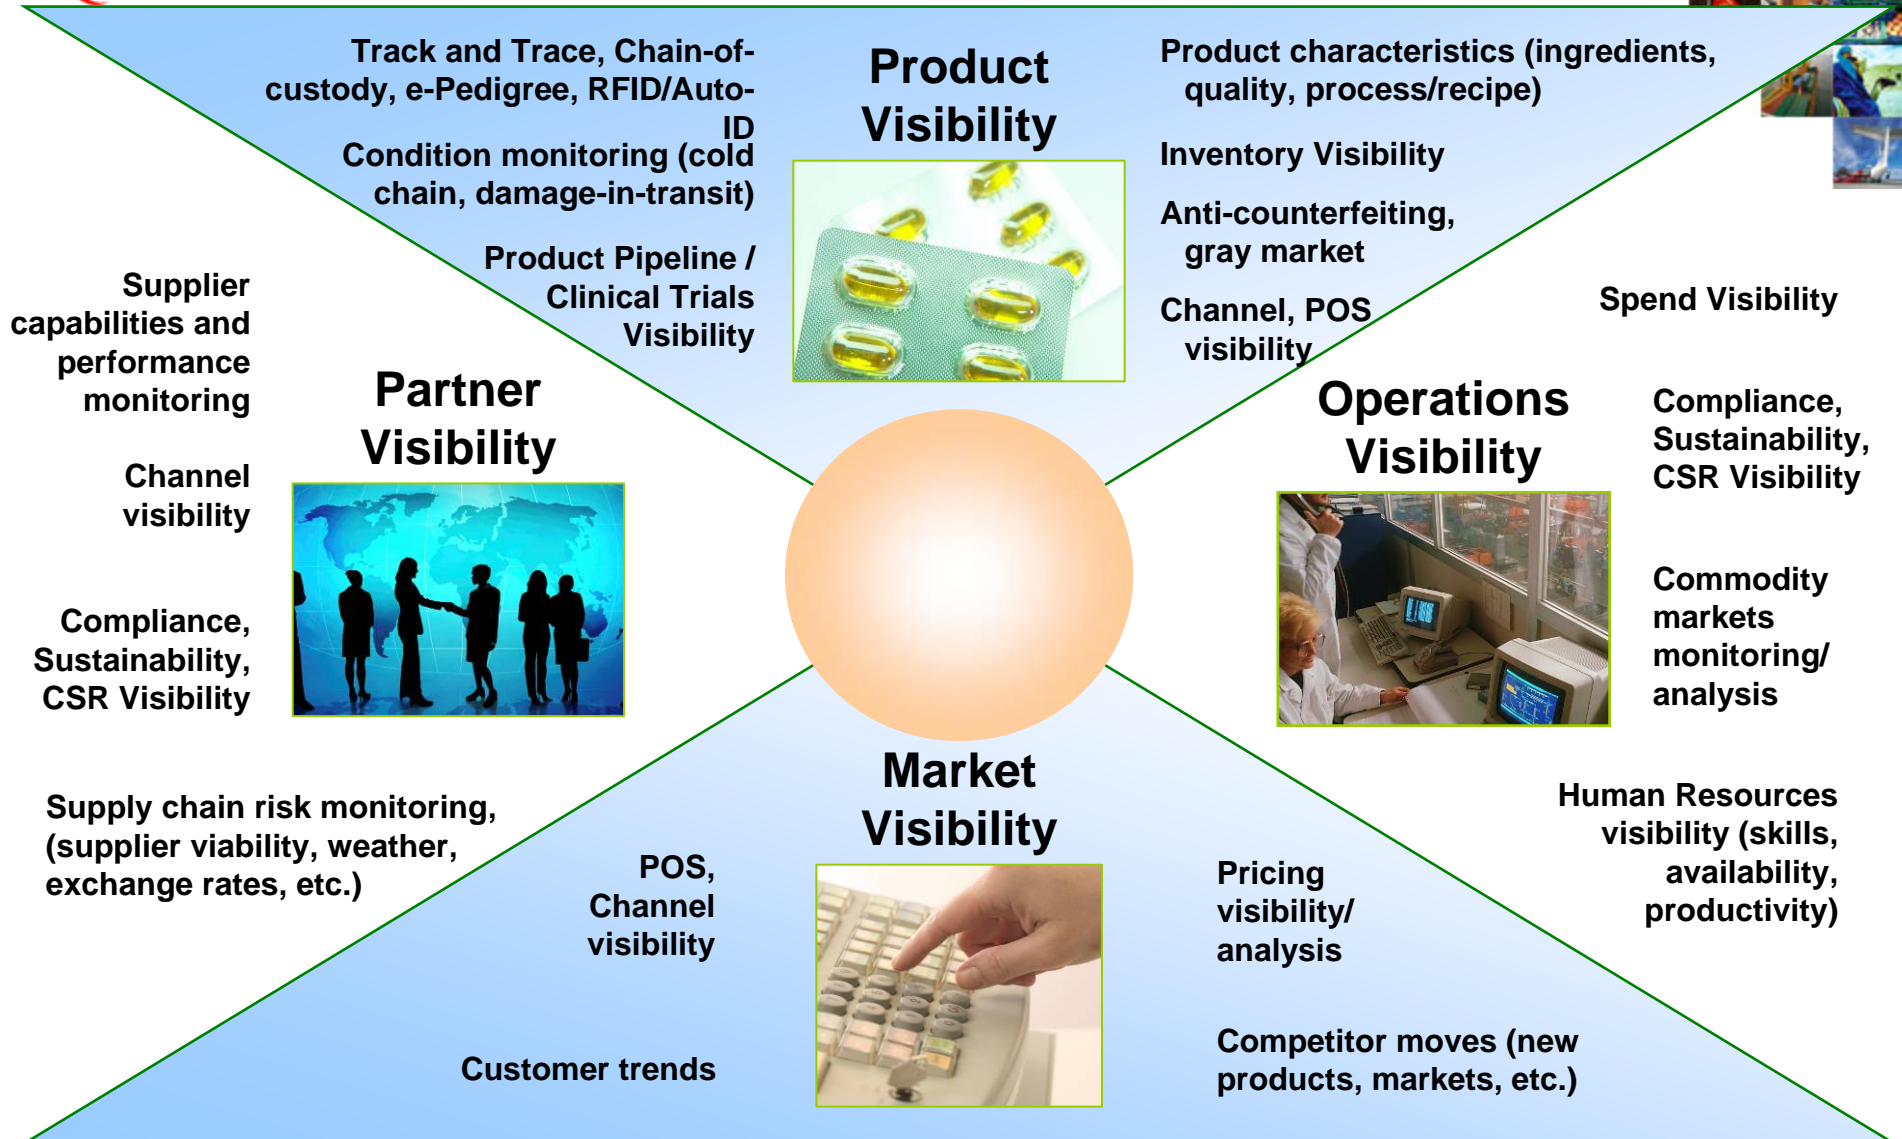 Track and Trace, Chain-of-
custody, e-Pedigree, RFID/Auto-
ID
Condition monitoring (cold
chain, damage-in-transit)
Product Pipeline /
Clinical Trials
Visibility
Product
Visibility
Product characteristics (ingredients,
quality, process/recipe)
Inventory Visibility
Anti-counterfeiting,
gray market
Channel, POS
visibility
Supplier
capabilities and
performance
monitoring
Channel
visibility
Compliance,
Sustainability,
CSR Visibility
Supply chain risk monitoring,
(supplier viability, weather,
exchange rates, etc.)
Partner
Visibility
Operations
Visibility
Spend Visibility
Compliance,
Sustainability,
CSR Visibility
Commodity
markets
monitoring/
analysis
Human Resources
visibility (skills,
availability,
productivity)
Market
Visibility
POS,
Channel
visibility
Customer trends
Pricing
visibility/
analysis
Competitor moves (new
products, markets, etc.)